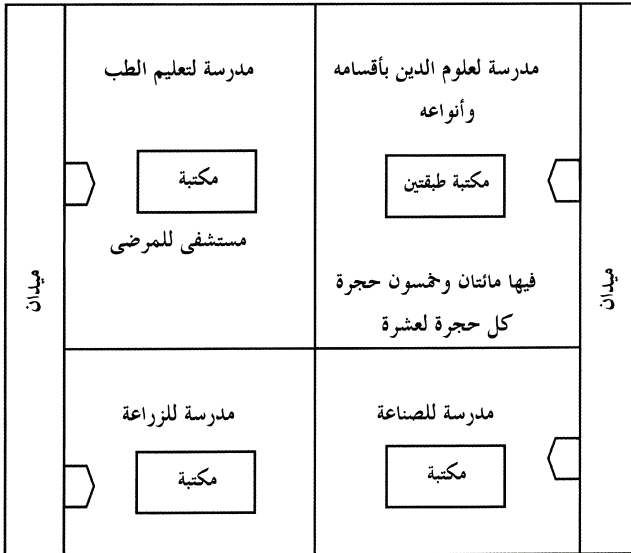 ميدان
مدرسة لعلوم الدين بأقسامه
وأنواعه
مكتبة طبقتين
فيها مائتان وخمسون حجرة
كل حجرة لعشرة
مدرسة لتعليم الطب
مكتبة
مستشفى للمرضى
مدرسة للصناعة
مكتبة
مدرسة للزراعة
مكتبة
ميدان